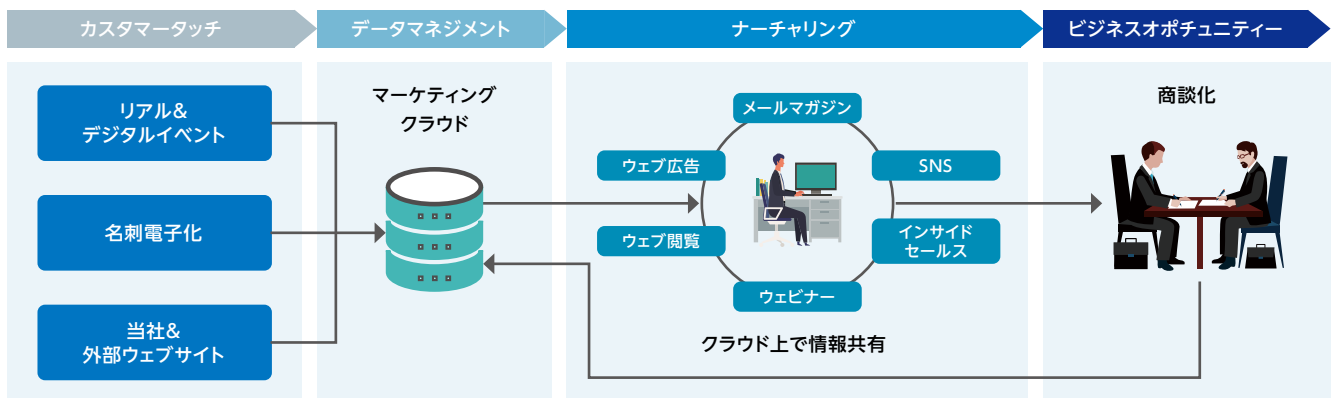 カスタマータッチ
データマネジメント
ナーチャリング
ビジネスオポチュニティー
リアル&
デジタルイベント
名刺電子化
当社&
外部ウェブサイト
マーケティング
クラウド
メールマガジン
ウェブ広告
SNS
ウェブ閲覧
インサイド
セールス
ウェビナー
クラウド上で情報共有
商談化